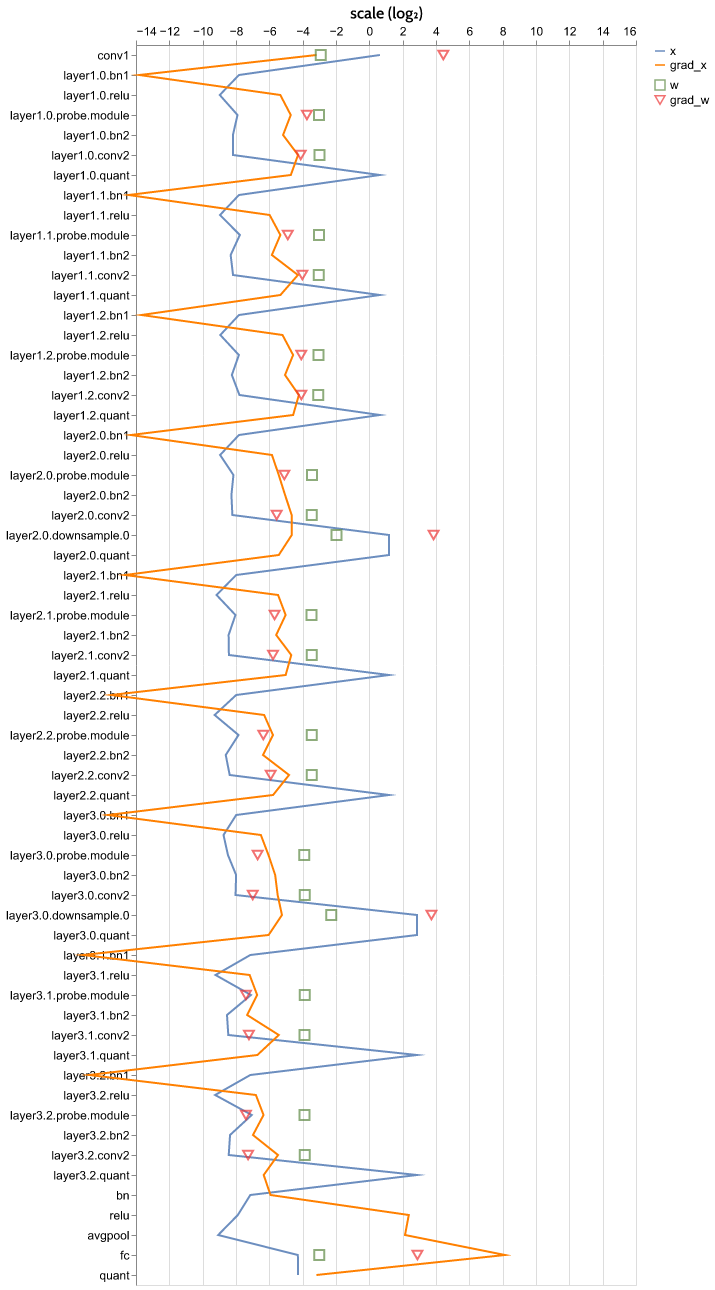 scale (log₂)
−14 −12 −10 −8 −6 −4 −2 0 2 4 6 8 10 12 14 16
x
grad_x
w
grad_w
conv1
layer1.0.bn1
layer1.0.relu
layer1.0.probe.module
layer1.0.bn2
layer1.0.conv2
layer1.0.quant
layer1.1.bn1
layer1.1.relu
layer1.1.probe.module
layer1.1.bn2
layer1.1.conv2
layer1.1.quant
layer1.2.bn1
layer1.2.relu
layer1.2.probe.module
layer1.2.bn2
layer1.2.conv2
layer1.2.quant
layer2.0.bn1
layer2.0.relu
layer2.0.probe.module
layer2.0.bn2
layer2.0.conv2
layer2.0.downsample.0
layer2.0.quant
layer2.1.bn1
layer2.1.relu
layer2.1.probe.module
layer2.1.bn2
layer2.1.conv2
layer2.1.quant
layer2.2.bn1
layer2.2.relu
layer2.2.probe.module
layer2.2.bn2
layer2.2.conv2
layer2.2.quant
layer3.0.bn1
layer3.0.relu
layer3.0.probe.module
layer3.0.bn2
layer3.0.conv2
layer3.0.downsample.0
layer3.0.quant
layer3.1.bn1
layer3.1.relu
layer3.1.probe.module
layer3.1.bn2
layer3.1.conv2
layer3.1.quant
layer3.2.bn1
layer3.2.relu
layer3.2.probe.module
layer3.2.bn2
layer3.2.conv2
layer3.2.quant
bn
relu
avgpool
fc
quant